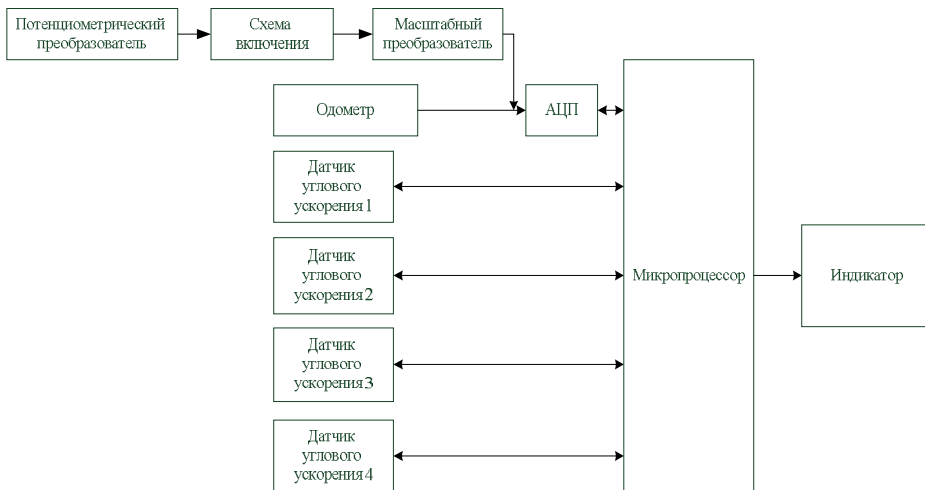 Потенциометрический
преобразователь
Схема
включения
Масштабный
преобразователь
Одометр
АЦП
Датчик
углового
ускорения 1
Датчик
углового
ускорения 2
Микропроцессор
Индикатор
Датчик
углового
ускорения 3
Датчик
углового
ускорения 4